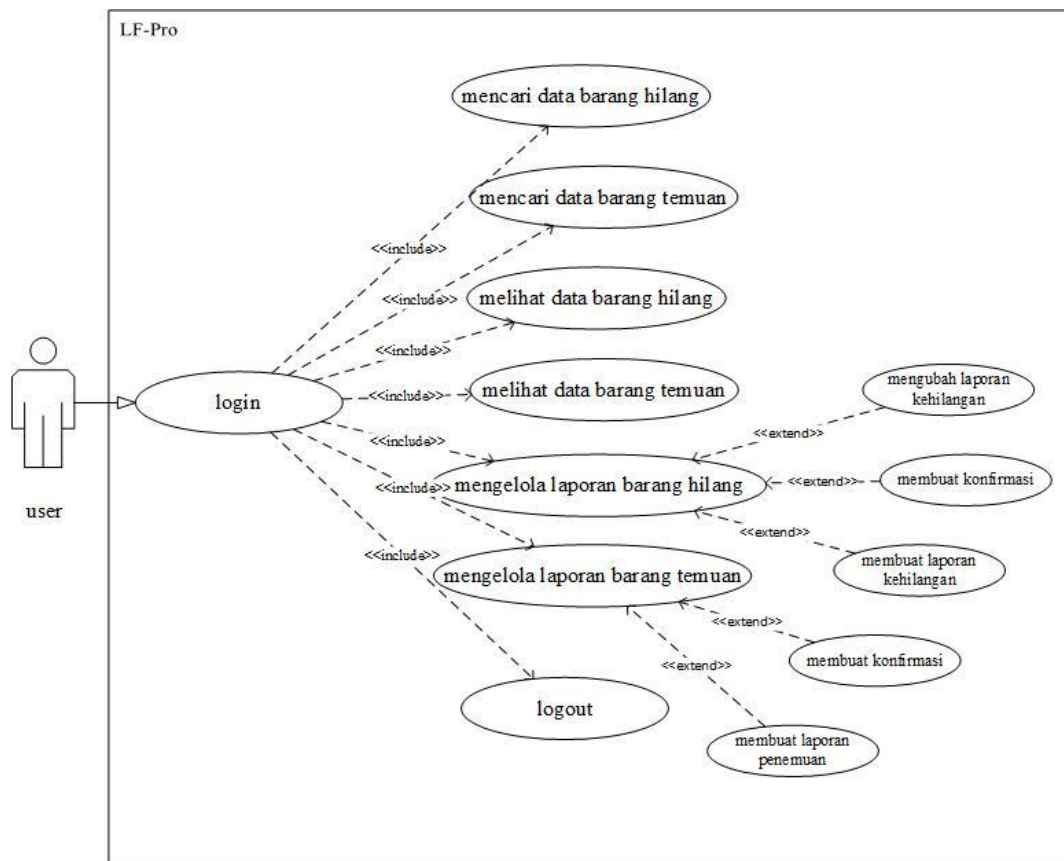 LF-Pro
mencari data barang hilang
mencari data barang temuan
<<include>>
<<include>>
melihat data barang hilang
<<include>>
melihat data barang temuan
<<include>>
login
mengubah laporan
kehilangan
<<extend>>
<<include>>
mengelola laporan barang hilang
<<extend>>
membuat konfirmasi
<<include>>
user
<<extend>>
<<include>>
membuat laporan
kehilangan
mengelola laporan barang temuan
<<extend>>
membuat konfirmasi
<<extend>>
logout
membuat laporan
penemuan